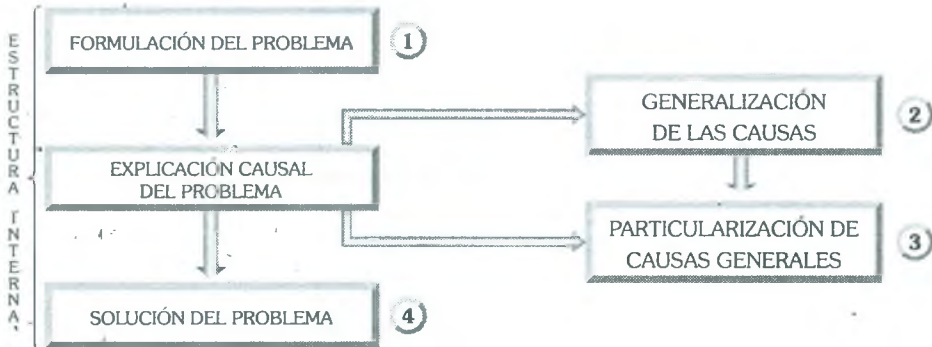 ESTRUCTURA INTERNA
FORMULACIÓN DEL PROBLEMA
1
GENERALIZACIÓN
DE LAS CAUSAS
2
EXPLICACIÓN CAUSAL
DEL PROBLEMA
PARTICULARIZACIÓN DE
CAUSAS GENERALES
3
SOLUCIÓN DEL PROBLEMA
4